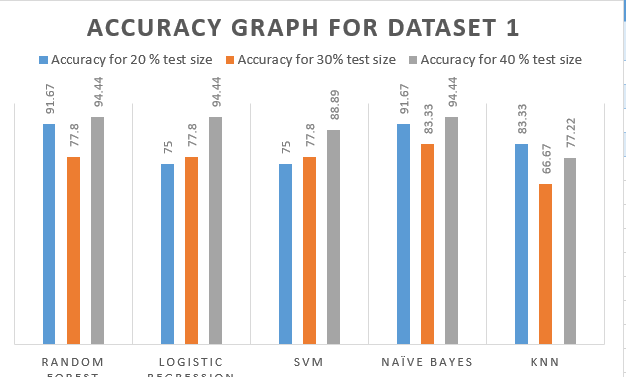 ACCURACY GRAPH FOR DATASET 1
Accuracy for 20 % test size Accuracy for 30% test size Accuracy for 40 % test size
91.67 77.8 94.44 75 77.8 94.44 75 77.8 88.89 91.67 83.33 94.44 83.33 66.67 77.22
RANDOM LOGISTIC SVM NAÏVE BAYES KNN
FOREST REGRESSION